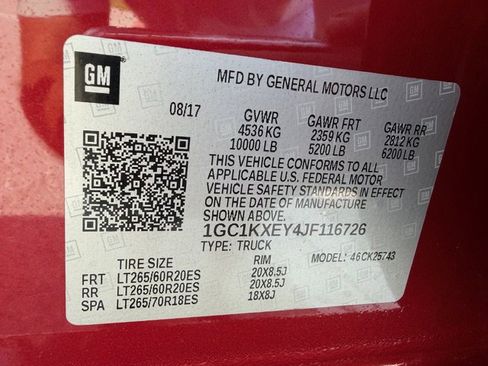 GM
MFD BY GENERAL MOTORS LLC
08/17 GVWR GAWR FRT GAWR RR
4536 KG 2359 KG 2812 KG
10000 LB 5200 LB 6200 LB
THIS VEHICLE CONFORMS TO ALL
APPLICABLE U.S. FEDERAL MOTOR
VEHICLE SAFETY STANDARDS IN EFFECT
ON THE DATE OF MANUFACTURE
SHOWN ABOVE.
1GC1KXEY4JF116726
TYPE: TRUCK MODEL: 46CK25743
TIRE SIZE RIM
FRT LT265/60R20ES 20X8.5J
RR LT265/60R20ES 20X8.5J
SPA LT265/70R18ES 18X8J